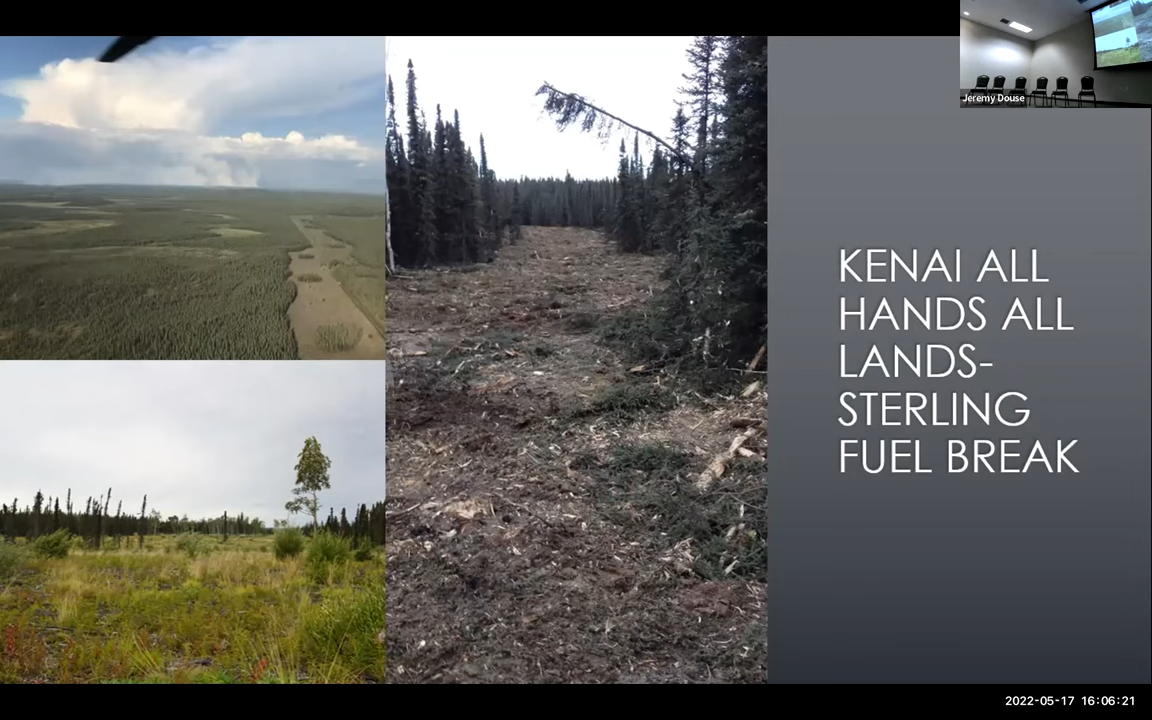 Jeremy Douse
KENAI ALL
HANDS ALL
LANDS-
STERLING
FUEL BREAK
2022-05-17 16:06:21